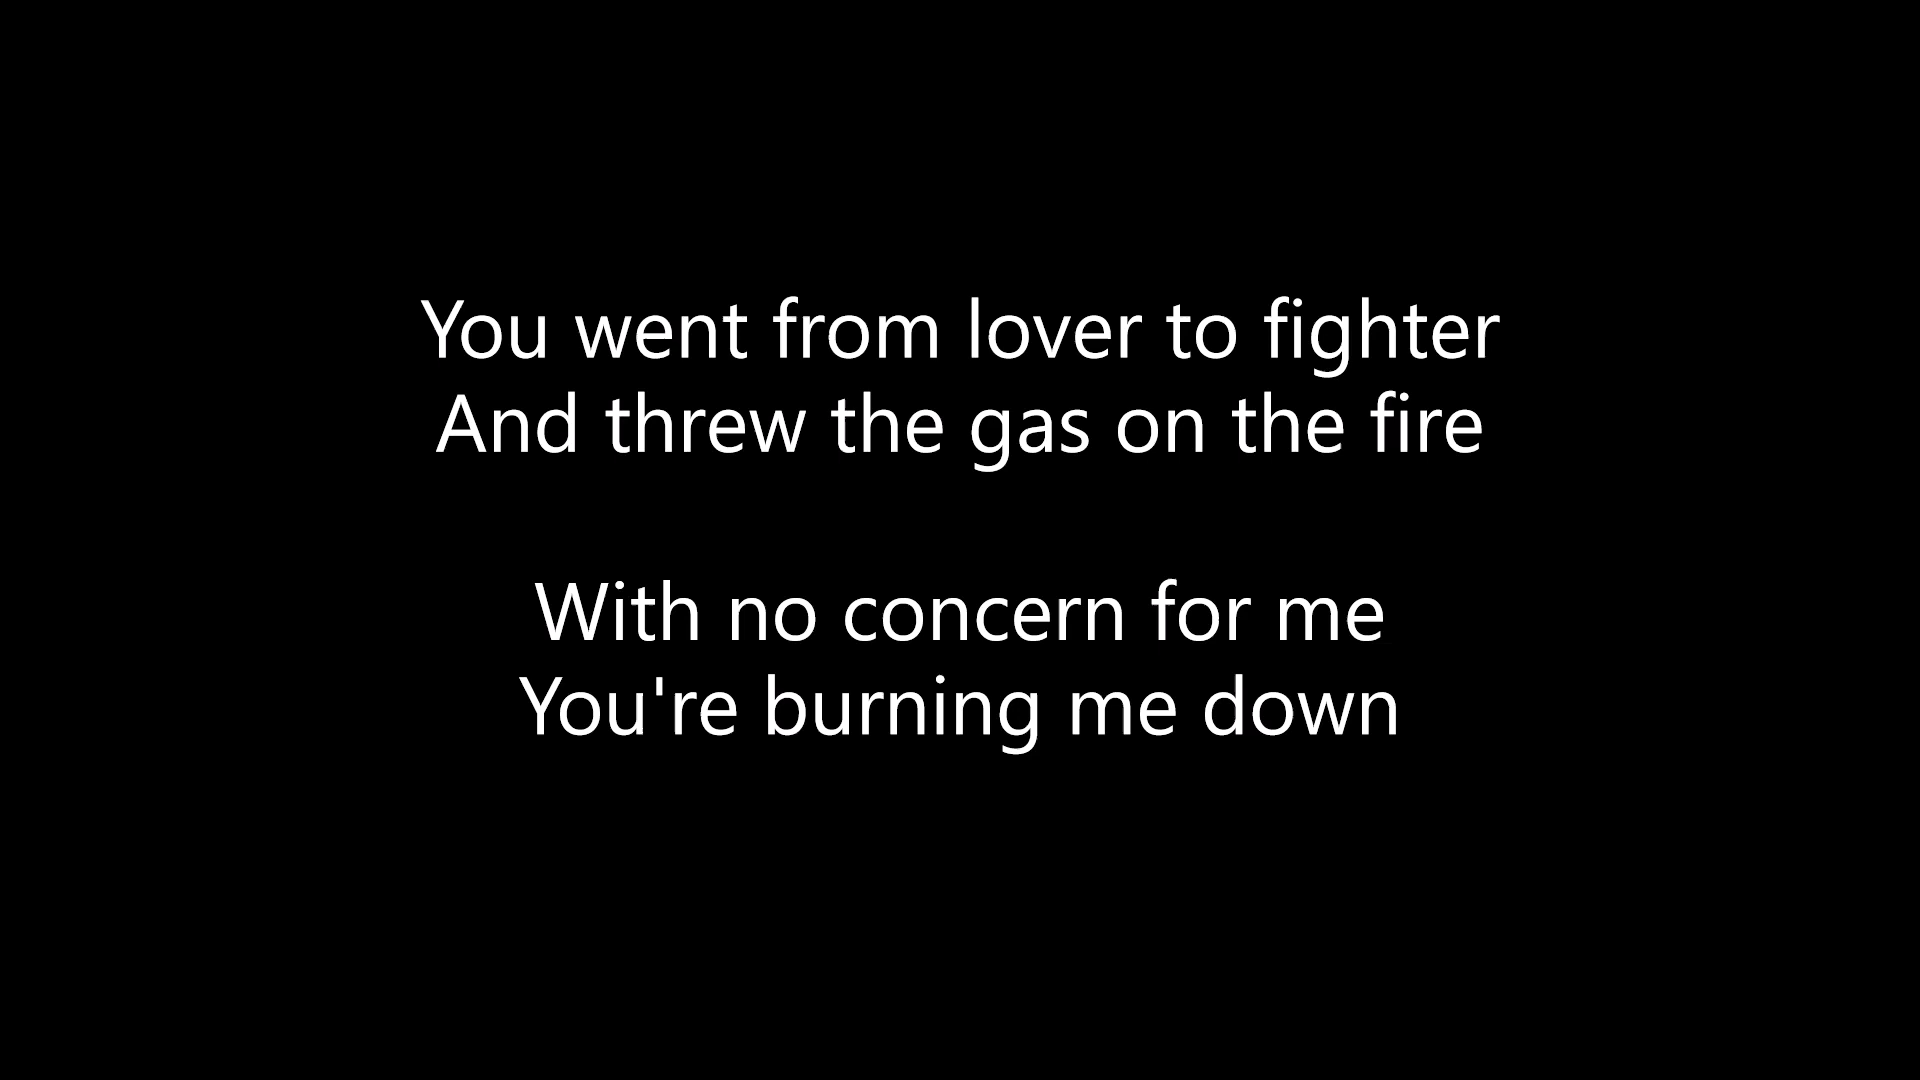 You went from lover to fighter
And threw the gas on the fire
With no concern for me
You're burning me down